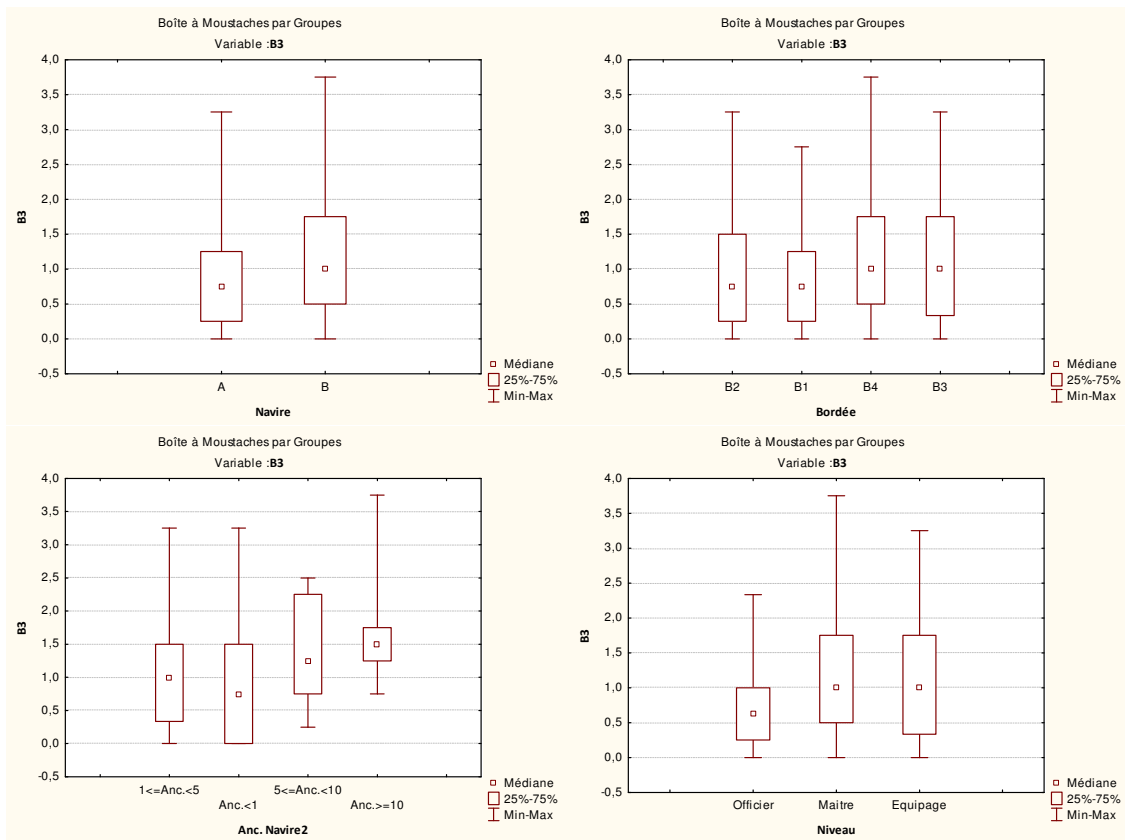 Boîte à Moustaches par Groupes
Variable :B3
4,0
3,5
3,0
2,5
2,0
1,5
1,0
0,5
0,0
-0,5
B3
A B
Navire
Médiane
25%-75%
Min-Max
Boîte à Moustaches par Groupes
Variable :B3
4,0
3,5
3,0
2,5
2,0
1,5
1,0
0,5
0,0
-0,5
B3
B2 B1 B4 B3
Bordée
Médiane
25%-75%
Min-Max
Boîte à Moustaches par Groupes
Variable :B3
4,0
3,5
3,0
2,5
2,0
1,5
1,0
0,5
0,0
-0,5
B3
1<=Anc.<5 5<=Anc.<10
Anc.<1 Anc.>=10
Anc. Navire2
Médiane
25%-75%
Min-Max
Boîte à Moustaches par Groupes
Variable :B3
4,0
3,5
3,0
2,5
2,0
1,5
1,0
0,5
0,0
-0,5
B3
Officier Maitre Equipage
Niveau
Médiane
25%-75%
Min-Max